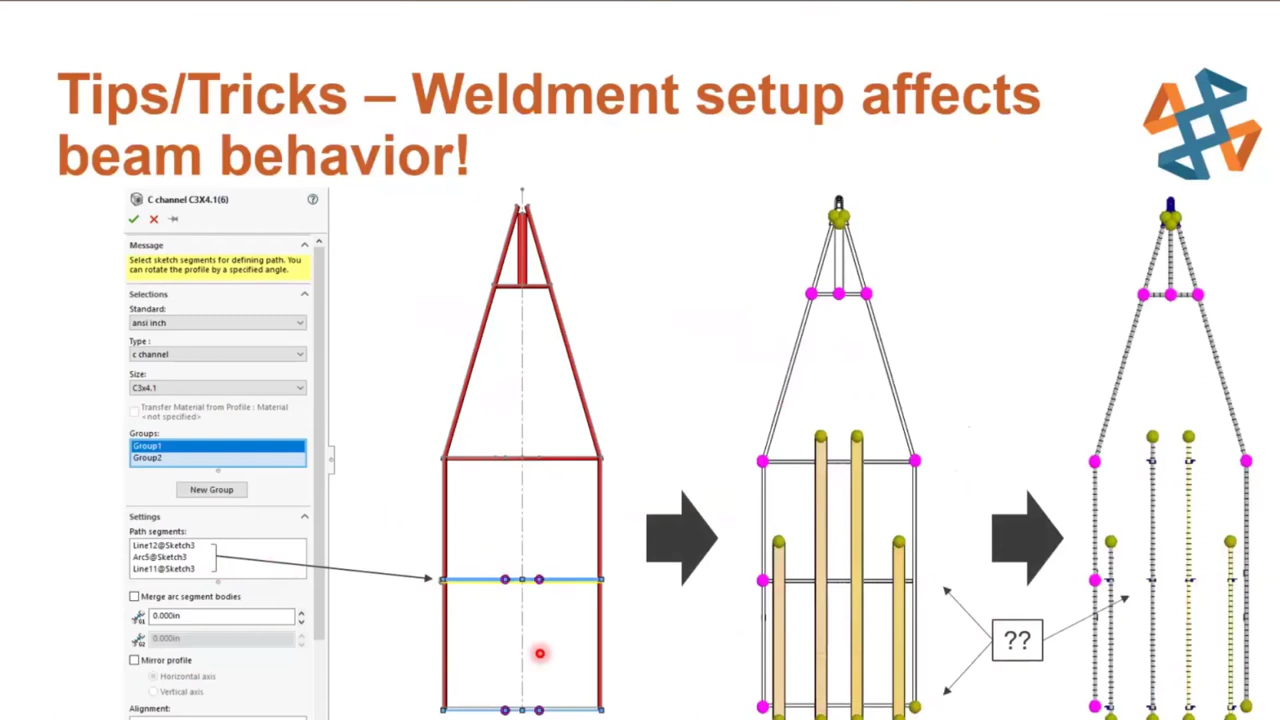 Tips/Tricks – Weldment setup affects
beam behavior!
C channel C3X4.1(6)
Message
Select sketch segments for defining path. You
can rotate the profile by a specified angle.
Selections
Standard:
ansi inch
Type :
c channel
Size:
C3x4.1
Transfer Material from Profile : Material
<not specified>
Groups:
Group1
Group2
New Group
Settings
Path segments:
Line12@Sketch3
Arc5@Sketch3
Line11@Sketch3
Merge arc segment bodies
0.000in
0.000in
Mirror profile
Horizontal axis
Vertical axis
Alignment:
??